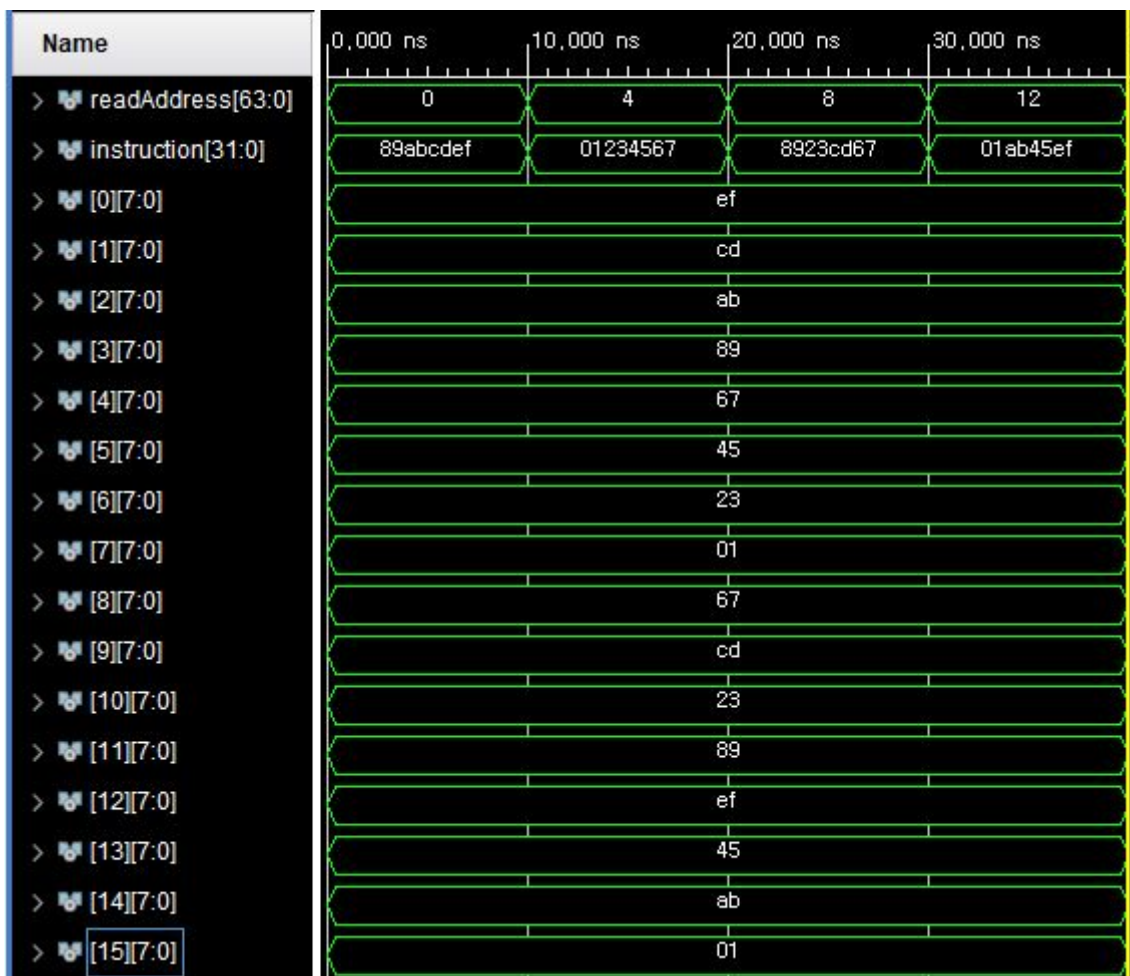 Name 0,000 ns 10,000 ns 20,000 ns 30,000 ns
readAddress[63:0] 0 4 8 12
instruction[31:0] 89abcdef 01234567 8923cd67 01ab45ef
[0][7:0] ef
[1][7:0] cd
[2][7:0] ab
[3][7:0] 89
[4][7:0] 67
[5][7:0] 45
[6][7:0] 23
[7][7:0] 01
[8][7:0] 67
[9][7:0] cd
[10][7:0] 23
[11][7:0] 89
[12][7:0] ef
[13][7:0] 45
[14][7:0] ab
[15][7:0] 01